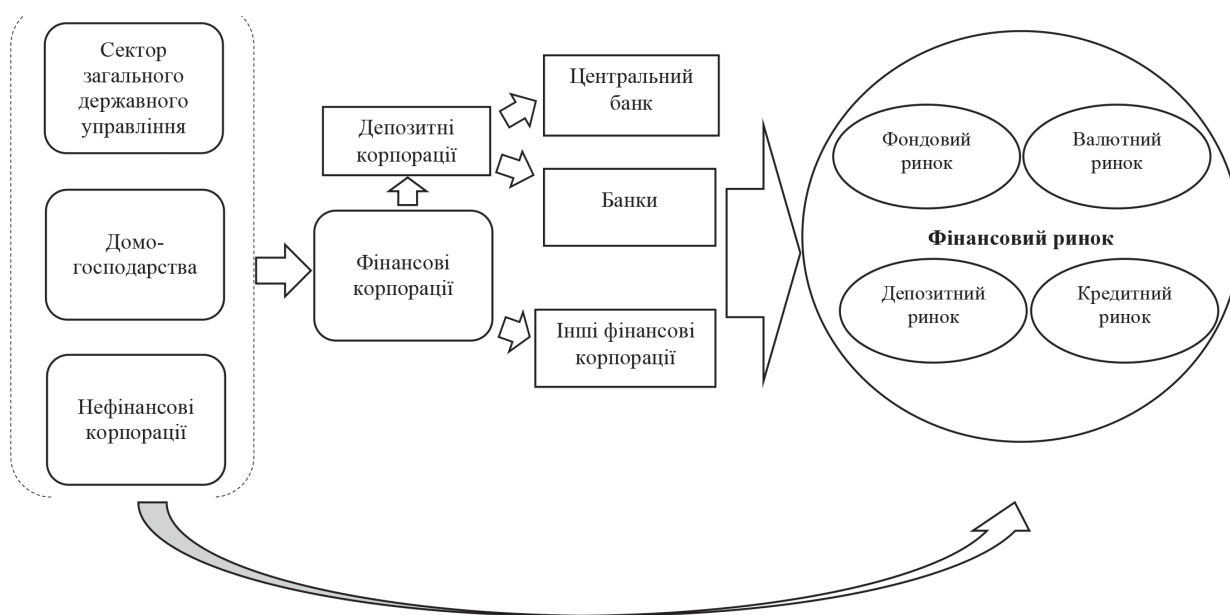 Сектор
загального
державного
управління
Домо-
господарства
Нефінансові
корпорації
Депозитні
корпорації
Фінансові
корпорації
Центральний
банк
Банки
Інші фінансові
корпорації
Фондовий
ринок
Валютний
ринок
Фінансовий ринок
Депозитний
ринок
Кредитний
ринок